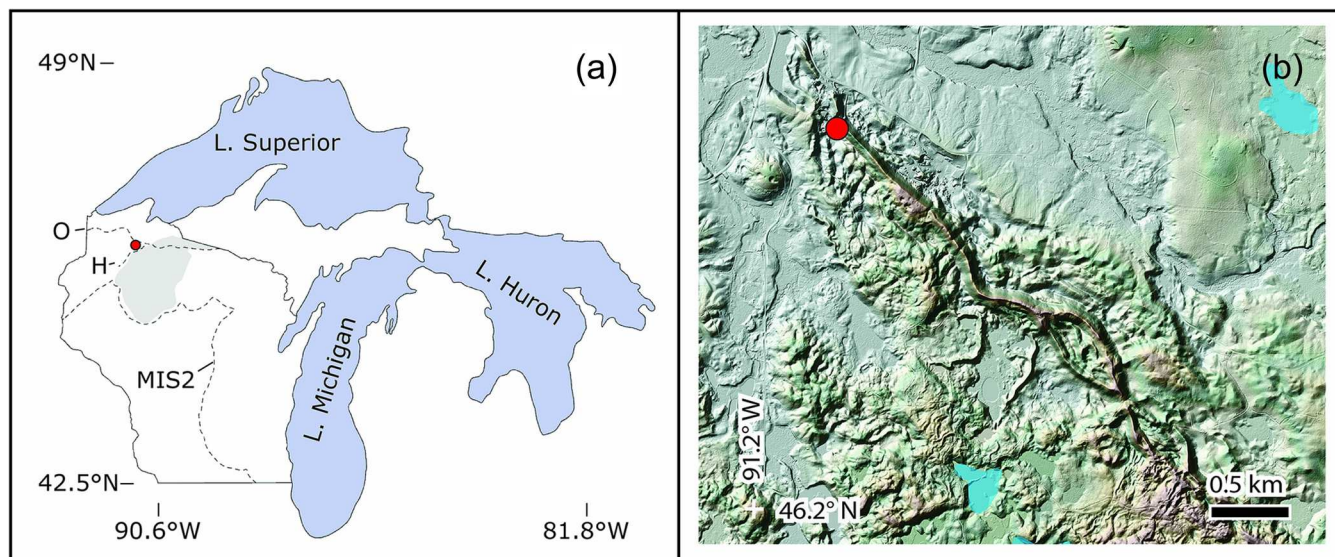 (a)
49°N
L. Superior
O
H
L. Huron
L. Michigan
MIS2
42.5°N
90.6°W
81.8°W
(b)
91.2° W
46.2° N
0.5 km